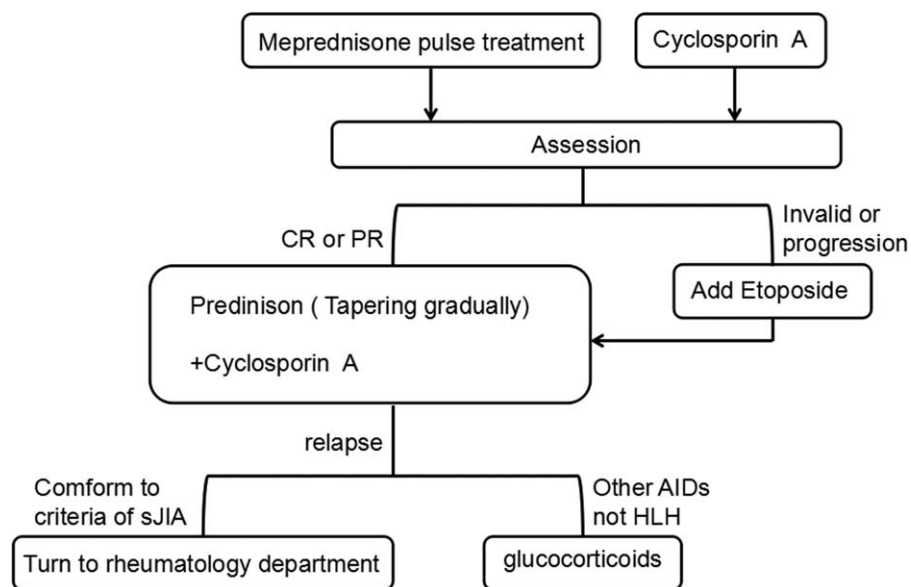 Meprednisone pulse treatment
Cyclosporin A
Assession
CR or PR
Invalid or
progression
Add Etoposide
Predinison ( Tapering gradually)
+Cyclosporin A
relapse
Comform to
criteria of sJIA
Other AIDs
not HLH
Turn to rheumatology department
glucocorticoids